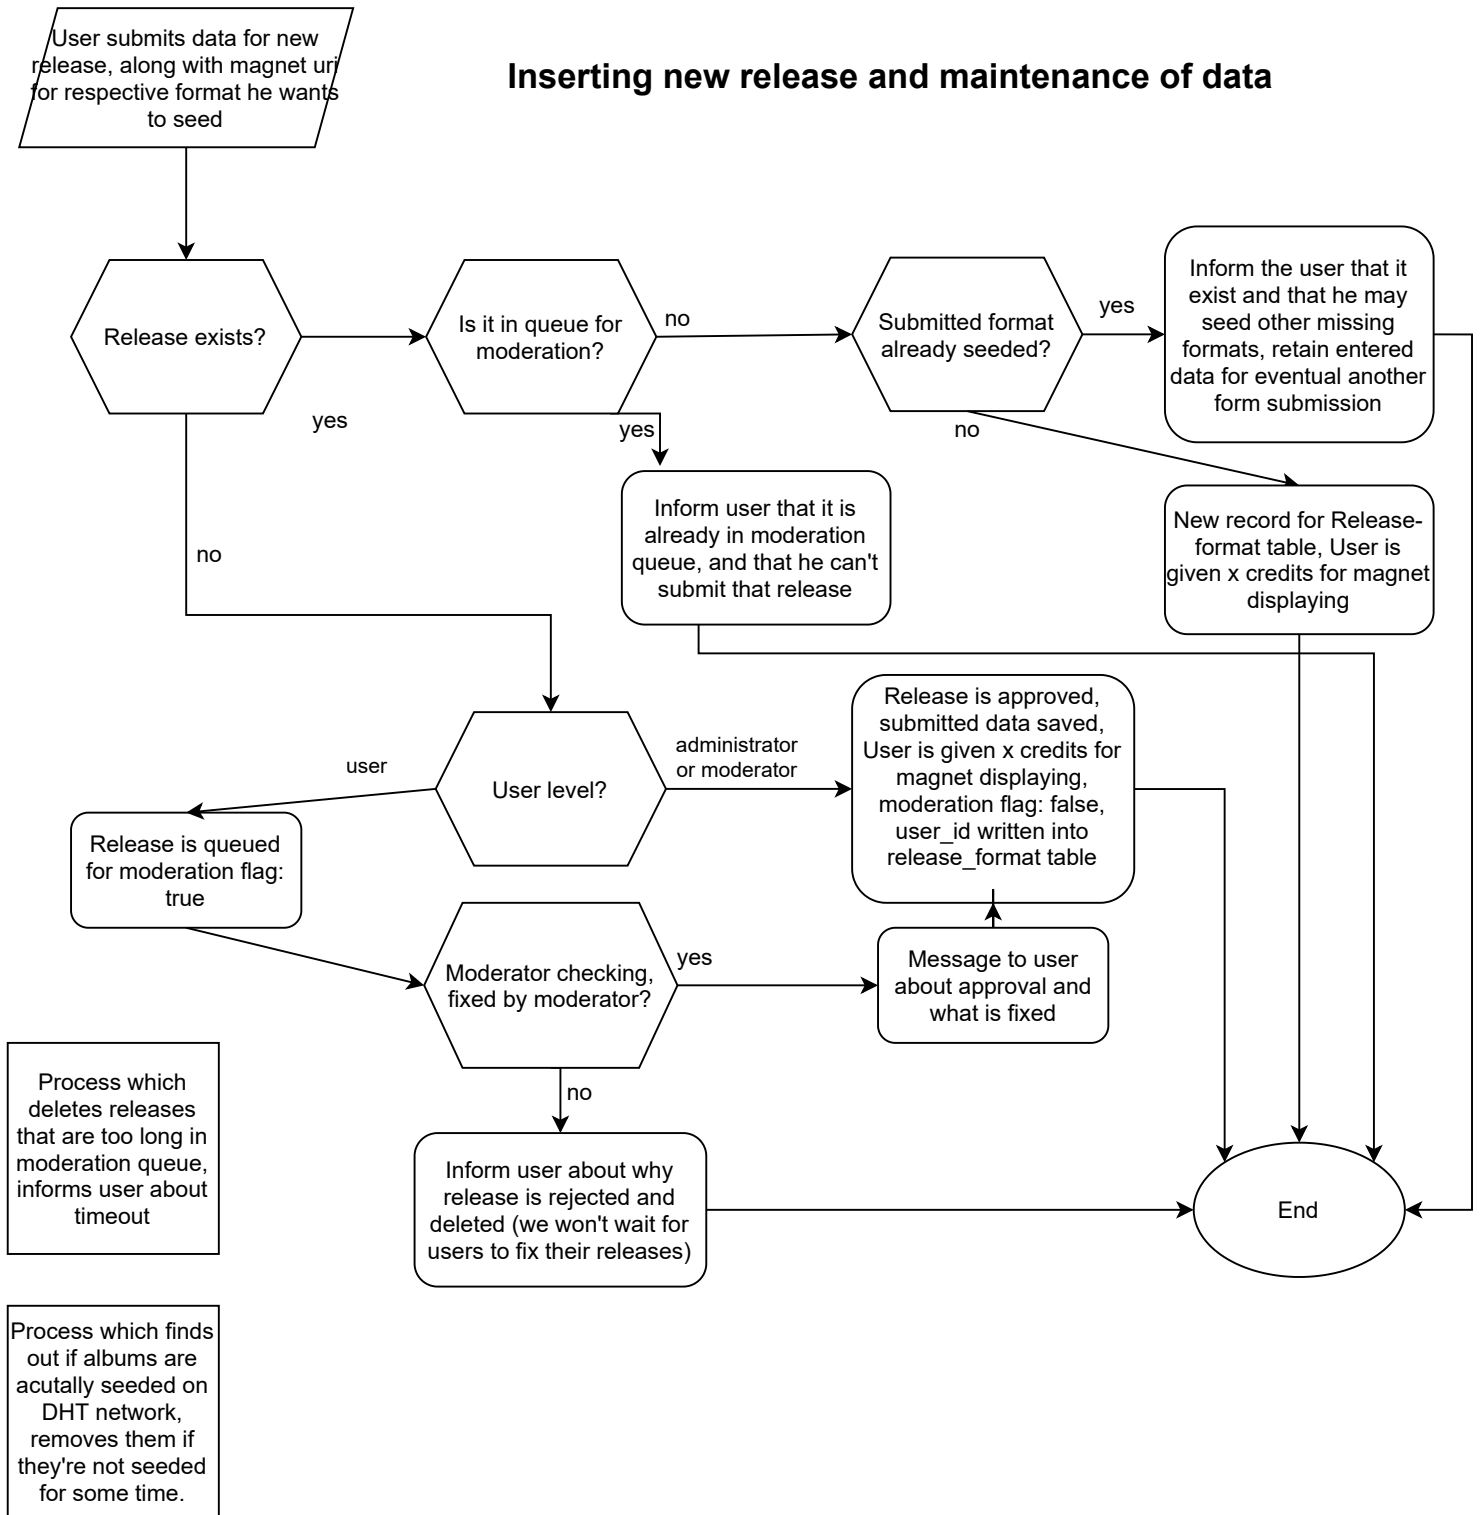 User submits data for new
release, along with magnet uri
for respective format he wants
to seed
Inserting new release and maintenance of data
Release exists?
yes
no
Is it in queue for
moderation?
no
yes
Submitted format
already seeded?
yes
no
Inform the user that it
exist and that he may
seed other missing
formats, retain entered
data for eventual another
form submission
Inform user that it is
already in moderation
queue, and that he can't
submit that release
New record for Release-
format table, User is
given x credits for magnet
displaying
User level?
user
administrator
or moderator
Release is approved,
submitted data saved,
User is given x credits for
magnet displaying,
moderation flag: false,
user_id written into
release_format table
Release is queued
for moderation flag:
true
Moderator checking,
fixed by moderator?
yes
no
Message to user
about approval and
what is fixed
Inform user about why
release is rejected and
deleted (we won't wait for
users to fix their releases)
End
Process which
deletes releases
that are too long in
moderation queue,
informs user about
timeout
Process which finds
out if albums are
acutally seeded on
DHT network,
removes them if
they're not seeded
for some time.